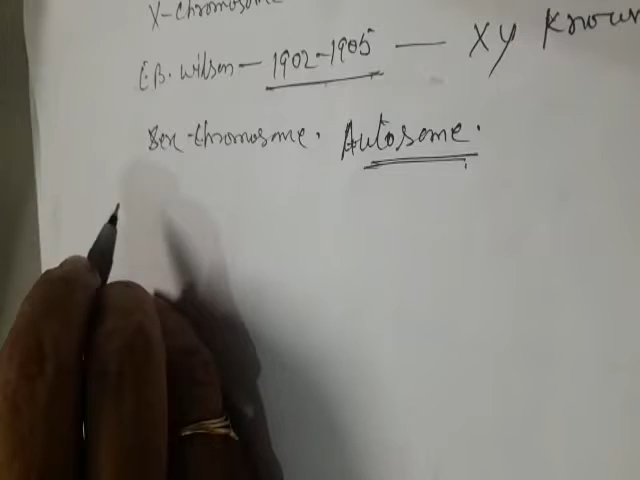 X-chromosome
E.B. Wilson — 1902-1905 — XY Known
Sex-chromosome. Autosome.